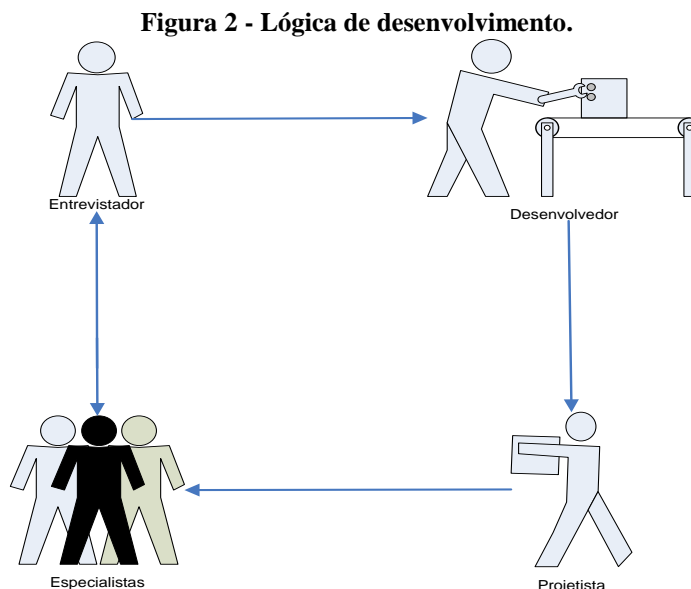 Figura 2 - Lógica de desenvolvimento.
Entrevistador
Desenvolvedor
Especialistas
Projetista